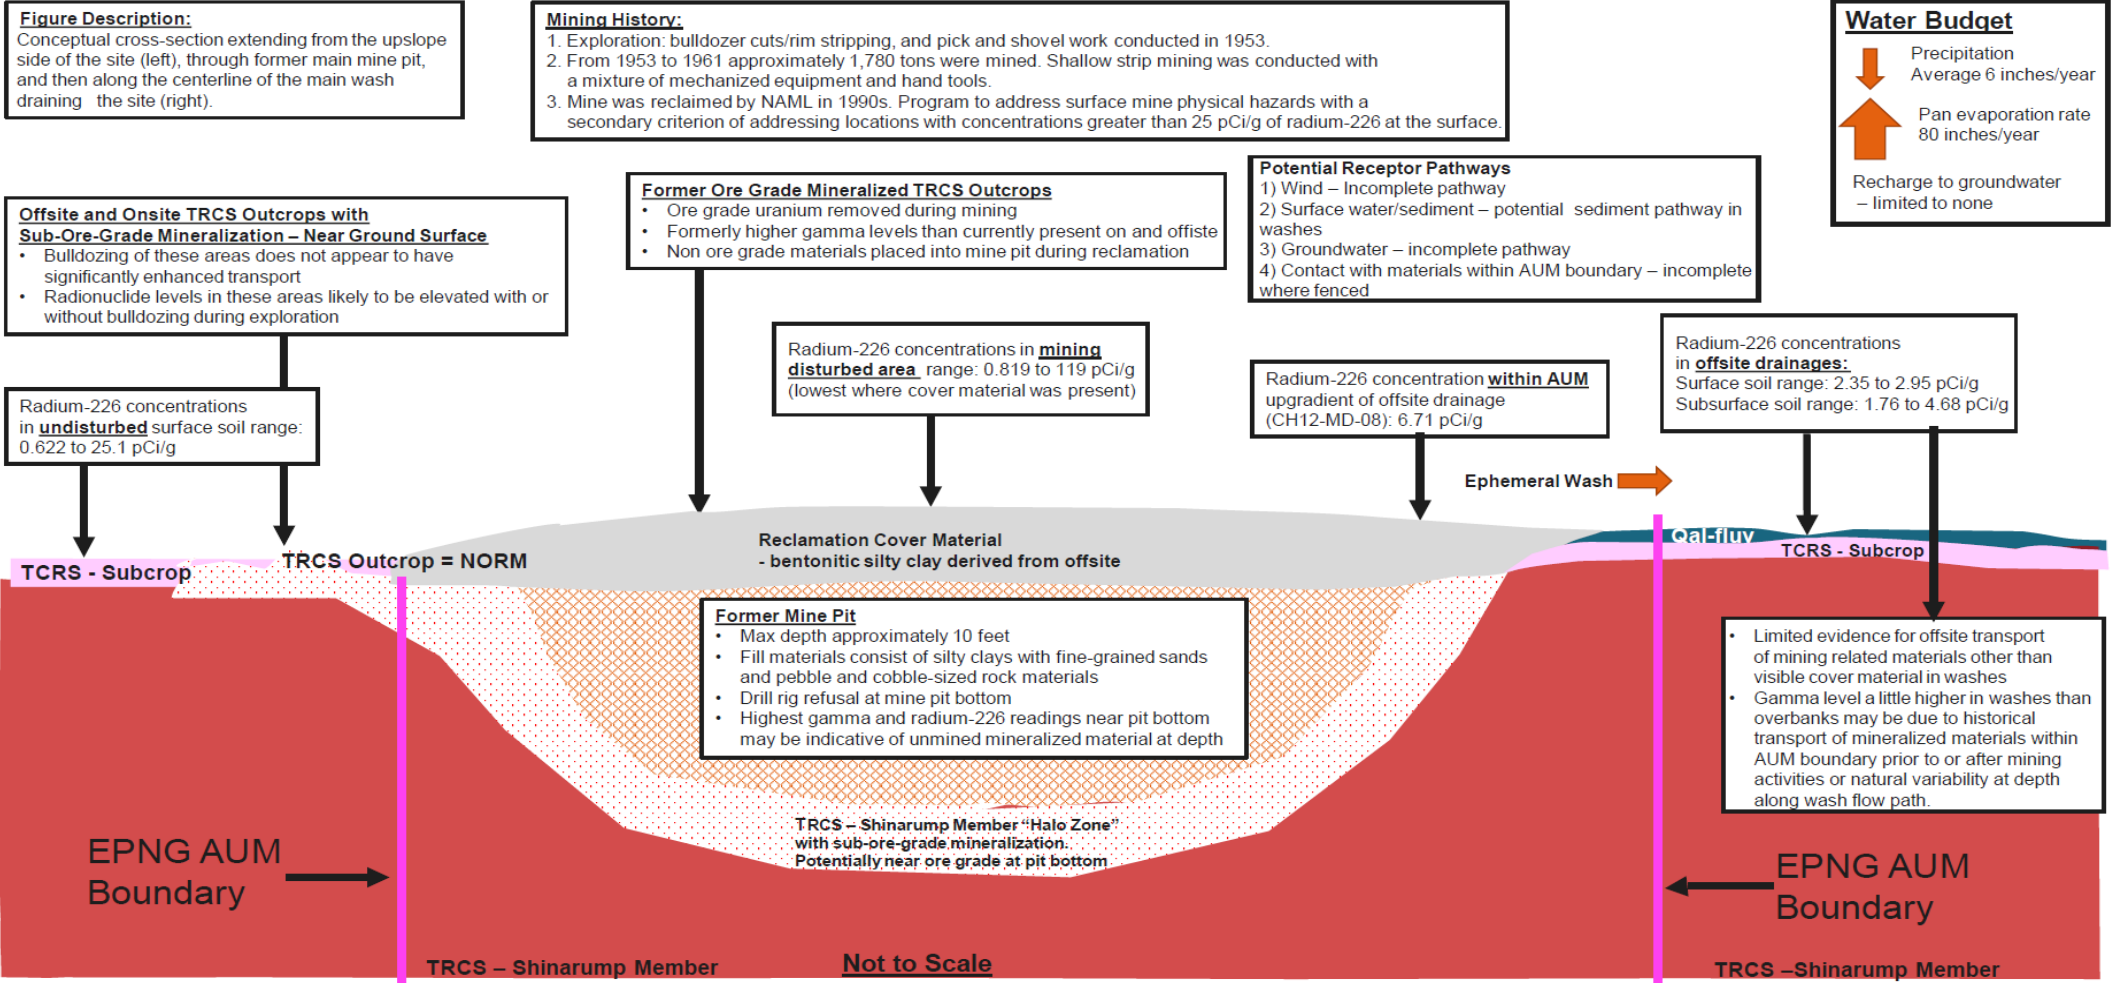 Figure Description:
Conceptual cross-section extending from the upslope
side of the site (left), through former main mine pit,
and then along the centerline of the main wash
draining the site (right).
Mining History:
1. Exploration: bulldozer cuts/rim stripping, and pick and shovel work conducted in 1953.
2. From 1953 to 1961 approximately 1,780 tons were mined. Shallow strip mining was conducted with
a mixture of mechanized equipment and hand tools.
3. Mine was reclaimed by NAML in 1990s. Program to address surface mine physical hazards with a
secondary criterion of addressing locations with concentrations greater than 25 pCi/g of radium-226 at the surface.
Water Budget
Precipitation
Average 6 inches/year
Pan evaporation rate
80 inches/year
Recharge to groundwater
– limited to none
Offsite and Onsite TRCS Outcrops with
Sub-Ore-Grade Mineralization – Near Ground Surface
• Bulldozing of these areas does not appear to have
significantly enhanced transport
• Radionuclide levels in these areas likely to be elevated with or
without bulldozing during exploration
Former Ore Grade Mineralized TRCS Outcrops
• Ore grade uranium removed during mining
• Formerly higher gamma levels than currently present on and offiste
• Non ore grade materials placed into mine pit during reclamation
Potential Receptor Pathways
1) Wind – Incomplete pathway
2) Surface water/sediment – potential sediment pathway in
washes
3) Groundwater – incomplete pathway
4) Contact with materials within AUM boundary – incomplete
where fenced
Radium-226 concentrations
in undisturbed surface soil range:
0.622 to 25.1 pCi/g
Radium-226 concentrations in mining
disturbed area range: 0.819 to 119 pCi/g
(lowest where cover material was present)
Radium-226 concentration within AUM
upgradient of offsite drainage
(CH12-MD-08): 6.71 pCi/g
Radium-226 concentrations
in offsite drainages:
Surface soil range: 2.35 to 2.95 pCi/g
Subsurface soil range: 1.76 to 4.68 pCi/g
Ephemeral Wash
TCRS - Subcrop
TRCS Outcrop = NORM
Reclamation Cover Material
- bentonitic silty clay derived from offsite
Qal-fluv
TCRS - Subcrop
Former Mine Pit
• Max depth approximately 10 feet
• Fill materials consist of silty clays with fine-grained sands
and pebble and cobble-sized rock materials
• Drill rig refusal at mine pit bottom
• Highest gamma and radium-226 readings near pit bottom
may be indicative of unmined mineralized material at depth
• Limited evidence for offsite transport
of mining related materials other than
visible cover material in washes
• Gamma level a little higher in washes than
overbanks may be due to historical
transport of mineralized materials within
AUM boundary prior to or after mining
activities or natural variability at depth
along wash flow path.
TRCS – Shinarump Member “Halo Zone”
with sub-ore-grade mineralization.
Potentially near ore grade at pit bottom
EPNG AUM
Boundary
EPNG AUM
Boundary
TRCS – Shinarump Member
Not to Scale
TRCS –Shinarump Member